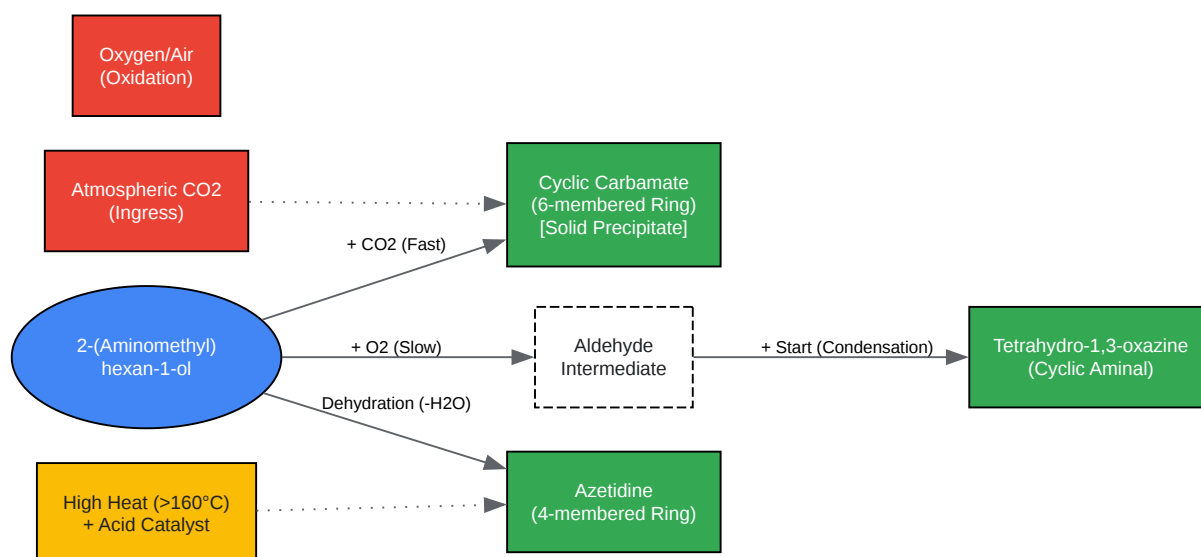 Oxygen/Air
(Oxidation)
Atmospheric CO2
(Ingress)
Cyclic Carbamate
(6-membered Ring)
[Solid Precipitate]
+ CO2 (Fast)
2-(Aminomethyl)
hexan-1-ol
+ O2 (Slow)
Aldehyde
Intermediate
+ Start (Condensation)
Tetrahydro-1,3-oxazine
(Cyclic Aminal)
Dehydration (-H2O)
High Heat (>160°C)
+ Acid Catalyst
Azetidine
(4-membered Ring)